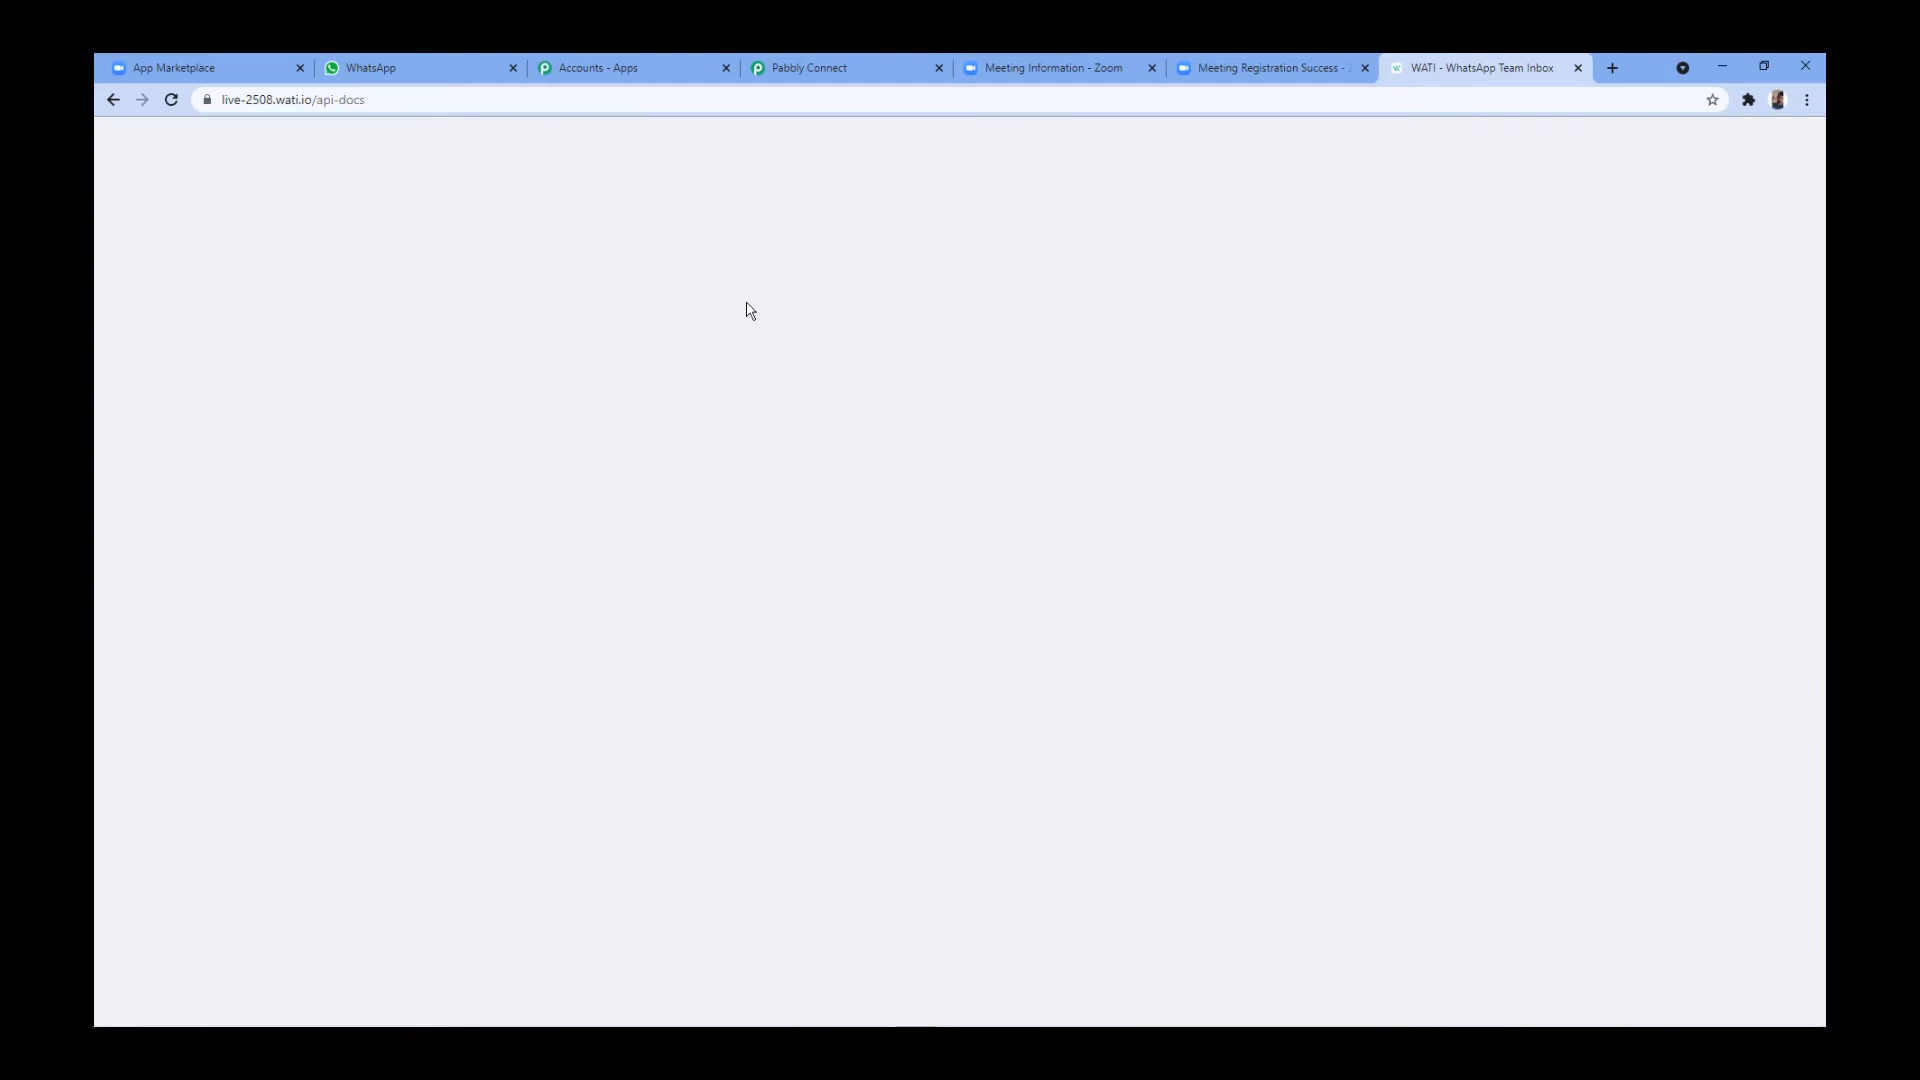 App Marketplace
WhatsApp
Accounts - Apps
Pabbly Connect
Meeting Information - Zoom
Meeting Registration Success -
WATI - WhatsApp Team Inbox
live-2508.wati.io/api-docs